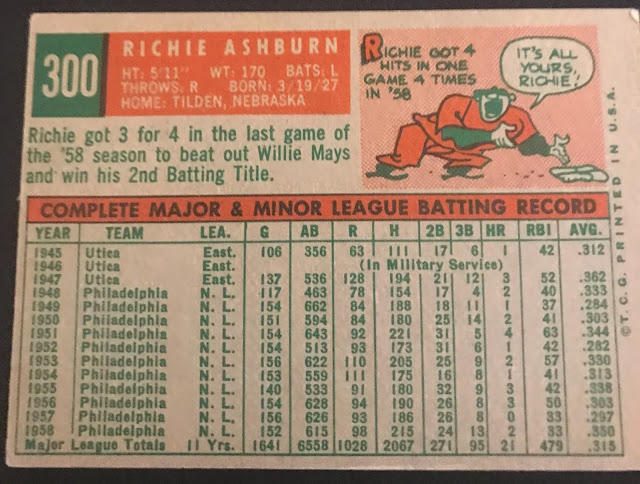 300
RICHIE ASHBURN
HT: 5'11" WT: 170 BATS: L
THROWS: R BORN: 3/19/27
HOME: TILDEN, NEBRASKA
Richie got 3 for 4 in the last game of
the '58 season to beat out Willie Mays
and win his 2nd Batting Title.
RICHIE GOT 4
HITS IN ONE
GAME 4 TIMES
IN '58
IT'S ALL
YOURS,
RICHIE!
COMPLETE MAJOR & MINOR LEAGUE BATTING RECORD
YEAR TEAM LEA. G AB R H 2B 3B HR RBI AVG.
1945 Utica East. 106 356 63 111 17 6 1 42 .312
1946 Utica East. (In Military Service)
1947 Utica East. 137 536 128 194 21 12 3 52 .362
1948 Philadelphia N. L. 117 463 78 154 17 4 2 40 .333
1949 Philadelphia N. L. 154 662 84 188 18 11 1 37 .284
1950 Philadelphia N. L. 151 594 84 180 25 14 2 41 .303
1951 Philadelphia N. L. 154 643 92 221 31 5 4 63 .344
1952 Philadelphia N. L. 154 513 93 173 31 6 1 42 .282
1953 Philadelphia N. L. 156 622 110 205 25 9 2 57 .330
1954 Philadelphia N. L. 153 559 111 175 16 8 1 41 .313
1955 Philadelphia N. L. 140 533 91 180 32 9 3 42 .338
1956 Philadelphia N. L. 154 628 94 190 26 8 3 50 .303
1957 Philadelphia N. L. 156 626 93 186 26 8 0 33 .297
1958 Philadelphia N. L. 152 615 98 215 24 13 2 33 .350
Major League Totals 11 Yrs. 1641 6558 1028 2067 271 95 21 479 .315
© T. C. G. PRINTED IN U.S.A.